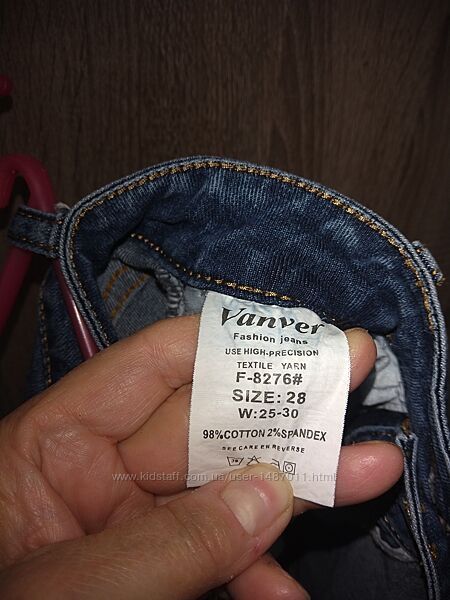 Vanver
Fashion jeans
USE HIGH-PRECISION
TEXTILE YARN
F-8276#
SIZE: 28
W:25-30
98%COTTON 2%SPANDEX
SEE CARE EN REVERSE
www.kidstaff.com.ua/user-1487011.html